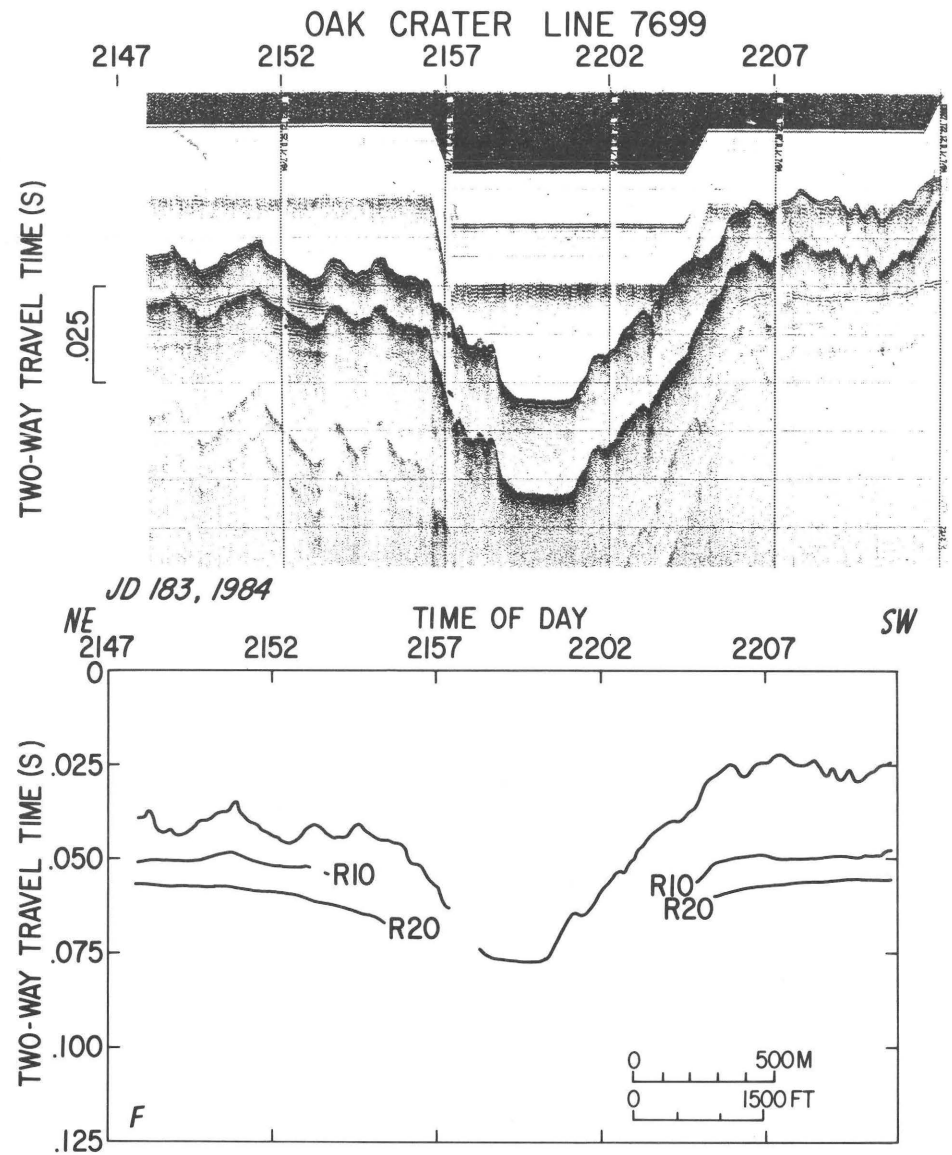 OAK CRATER LINE 7699
2147 2152 2157 2202 2207
TWO-WAY TRAVEL TIME (S)
.025
JD 183, 1984
NE TIME OF DAY SW
2147 2152 2157 2202 2207
TWO-WAY TRAVEL TIME (S)
0
.025
.050
.075
.100
.125
R10
R20
R10
R20
0 500M
0 1500 FT
F